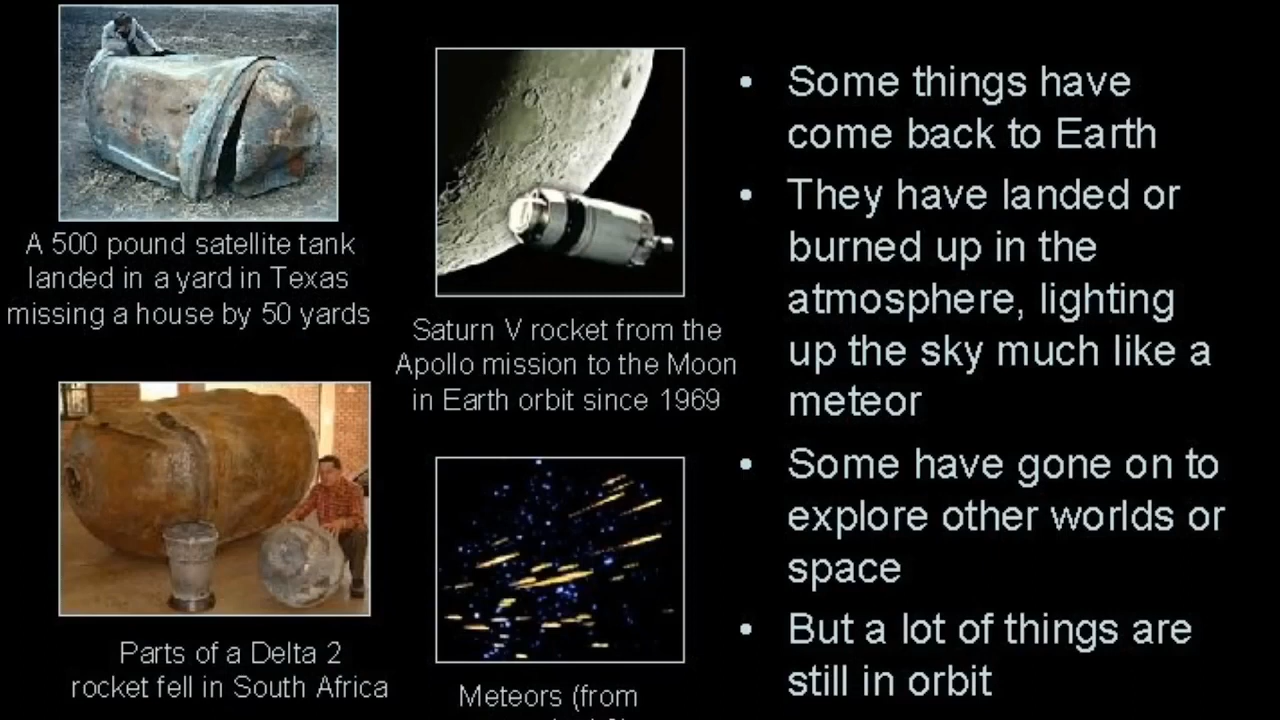 A 500 pound satellite tank
landed in a yard in Texas
missing a house by 50 yards
Saturn V rocket from the
Apollo mission to the Moon
in Earth orbit since 1969
Parts of a Delta 2
rocket fell in South Africa
Meteors (from
• Some things have
come back to Earth
• They have landed or
burned up in the
atmosphere, lighting
up the sky much like a
meteor
• Some have gone on to
explore other worlds or
space
• But a lot of things are
still in orbit